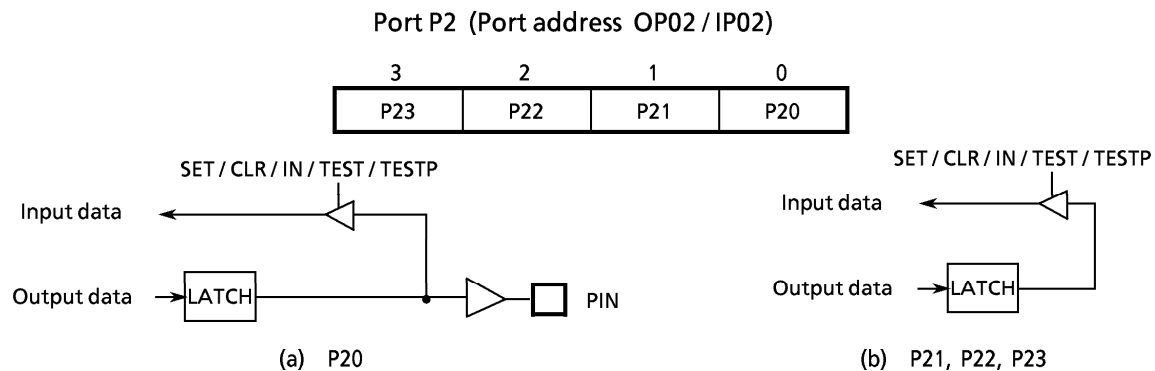 Port P2 (Port address OP02 / IP02)
3 2 1 0
P23 P22 P21 P20
SET / CLR / IN / TEST / TESTP
Input data
Output data
LATCH
PIN
(a) P20
SET / CLR / IN / TEST / TESTP
Input data
Output data
LATCH
(b) P21, P22, P23